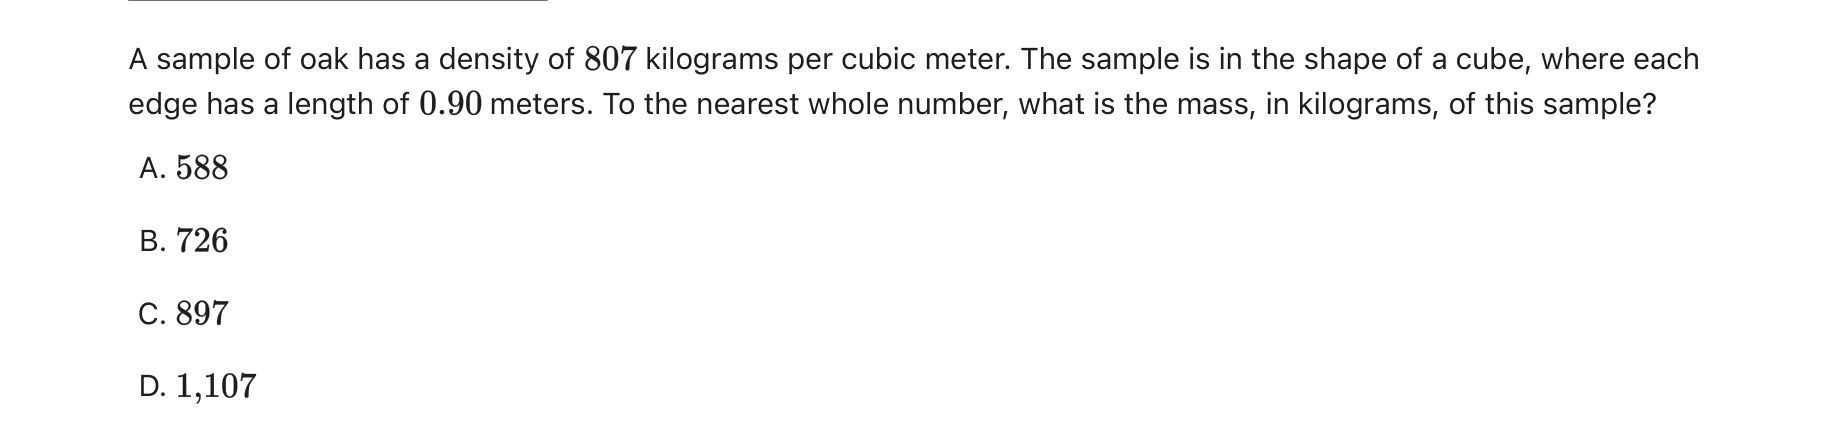 A sample of oak has a density of 807 kilograms per cubic meter. The sample is in the shape of a cube, where each
edge has a length of 0.90 meters. To the nearest whole number, what is the mass, in kilograms, of this sample?
A. 588
B. 726
C. 897
D. 1,107